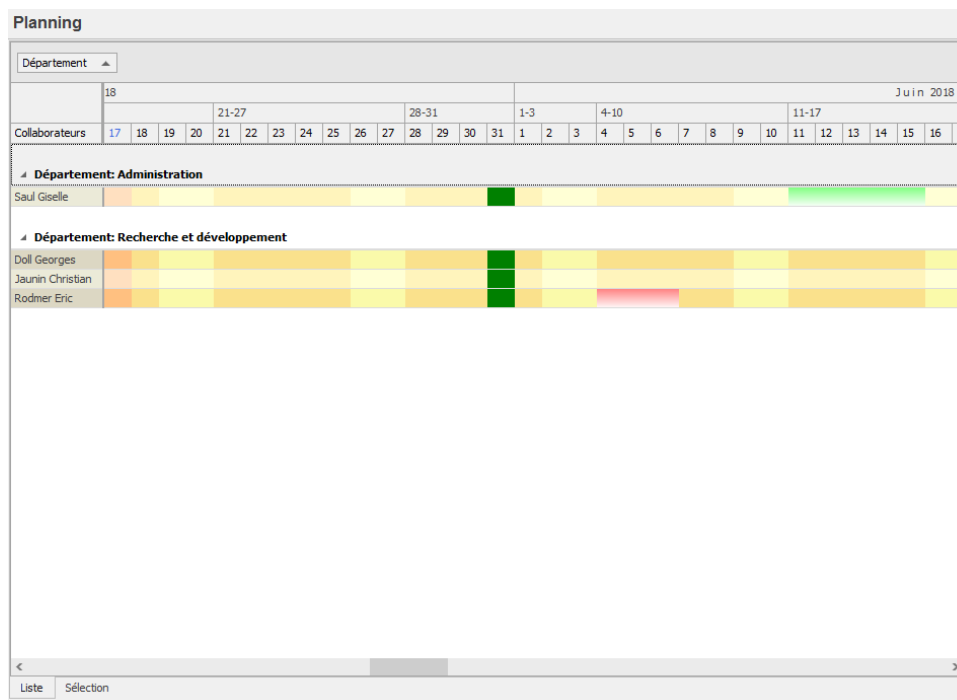 Planning
Département
18 Juin 2018
21-27 28-31 1-3 4-10 11-17
Collaborateurs 17 18 19 20 21 22 23 24 25 26 27 28 29 30 31 1 2 3 4 5 6 7 8 9 10 11 12 13 14 15 16
Département: Administration
Saul Giselle
Département: Recherche et développement
Doll Georges
Jaunin Christian
Rodmer Eric
Liste Sélection